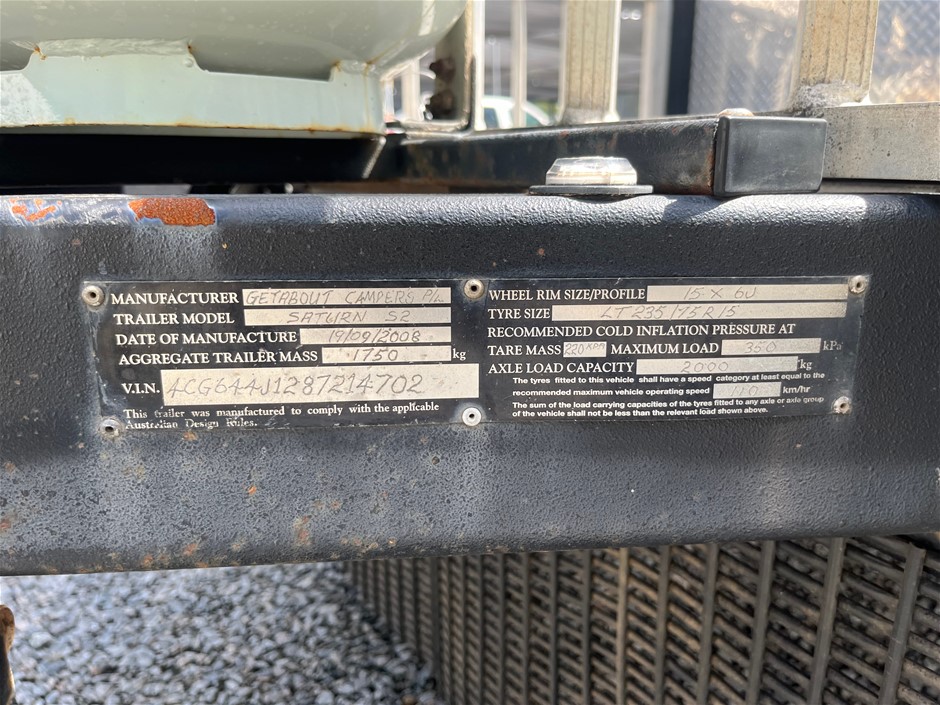 MANUFACTURER GETABOUT CAMPERS P/L
TRAILER MODEL SATURN S2
DATE OF MANUFACTURE 19/09/2008
AGGREGATE TRAILER MASS 1750 kg
V.I.N. 4CG644J1287214702
This trailer was manufactured to comply with the applicable
Australian Design Rules.
WHEEL RIM SIZE/PROFILE 15 X 6J
TYRE SIZE LT 235/75R15
RECOMMENDED COLD INFLATION PRESSURE AT
TARE MASS 220 KPA MAXIMUM LOAD 350 kPa
AXLE LOAD CAPACITY 2000 kg
The tyres fitted to this vehicle shall have a speed category at least equal to the
recommended maximum vehicle operating speed km/hr
The sum of the load carrying capacities of the tyres fitted to any axle or axle group
of the vehicle shall not be less than the relevant load shown above.